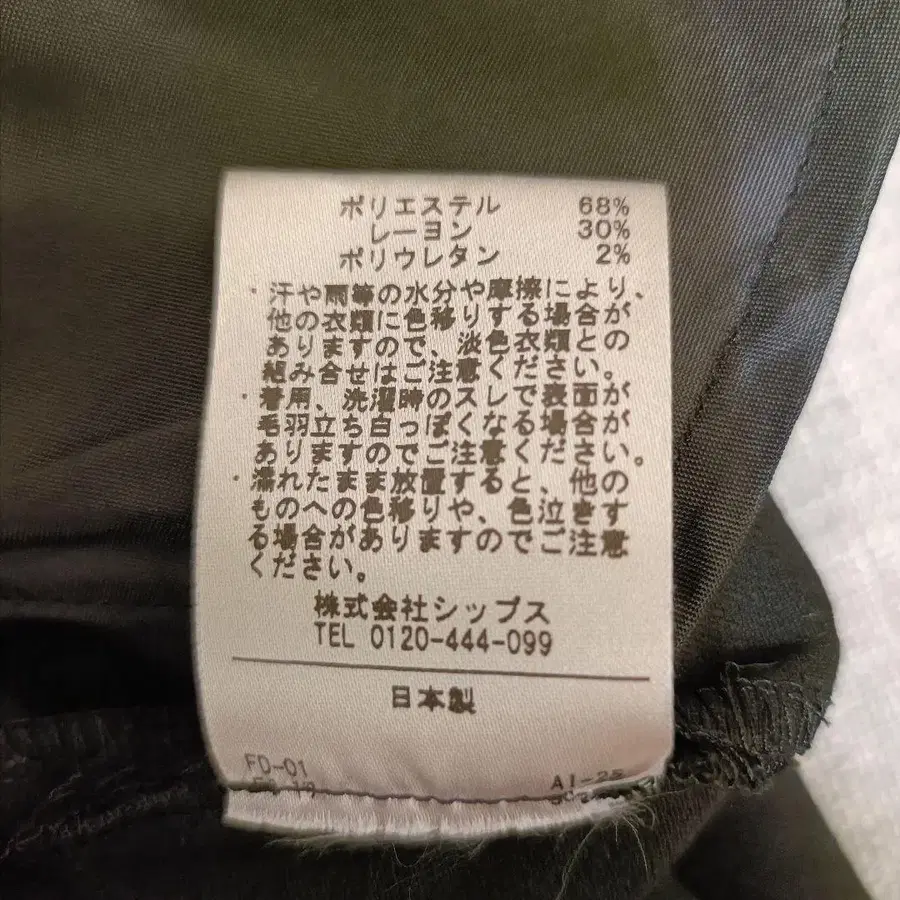 ポリエステル 68%
レーヨン 30%
ポリウレタン 2%
・汗や雨等の水分や摩擦により、
他の衣類に色移りする場合が
ありますので、淡色衣類との
組み合せはご注意ください。
・着用、洗濯時のスレで表面が
毛羽立ち白っぽくなる場合が
ありますのでご注意ください。
・濡れたまま放置すると、他の
ものへの色移りや、色泣きす
る場合がありますのでご注意
ください。
株式会社シップス
TEL 0120-444-099
日本製
FD-01
AI-25